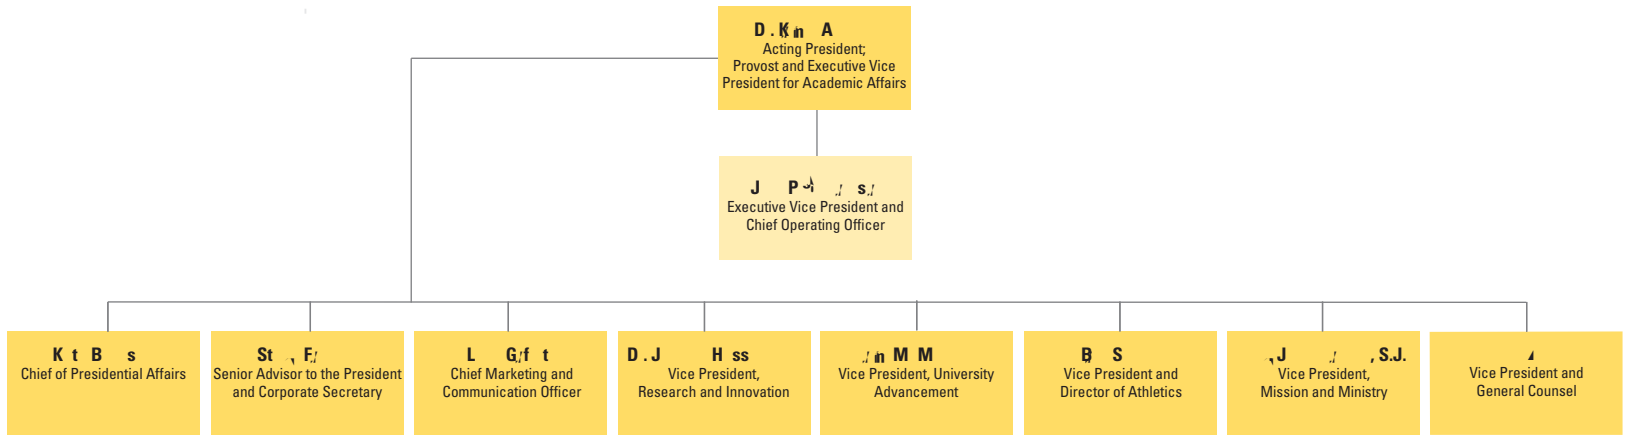 Acting President;
Provost and Executive Vice
President for Academic Affairs
Executive Vice President and
Chief Operating Officer
Chief of Presidential Affairs
Senior Advisor to the President
and Corporate Secretary
Chief Marketing and
Communication Officer
Vice President,
Research and Innovation
Vice President, University
Advancement
Vice President and
Director of Athletics
S.J.
Vice President,
Mission and Ministry
Vice President and
General Counsel